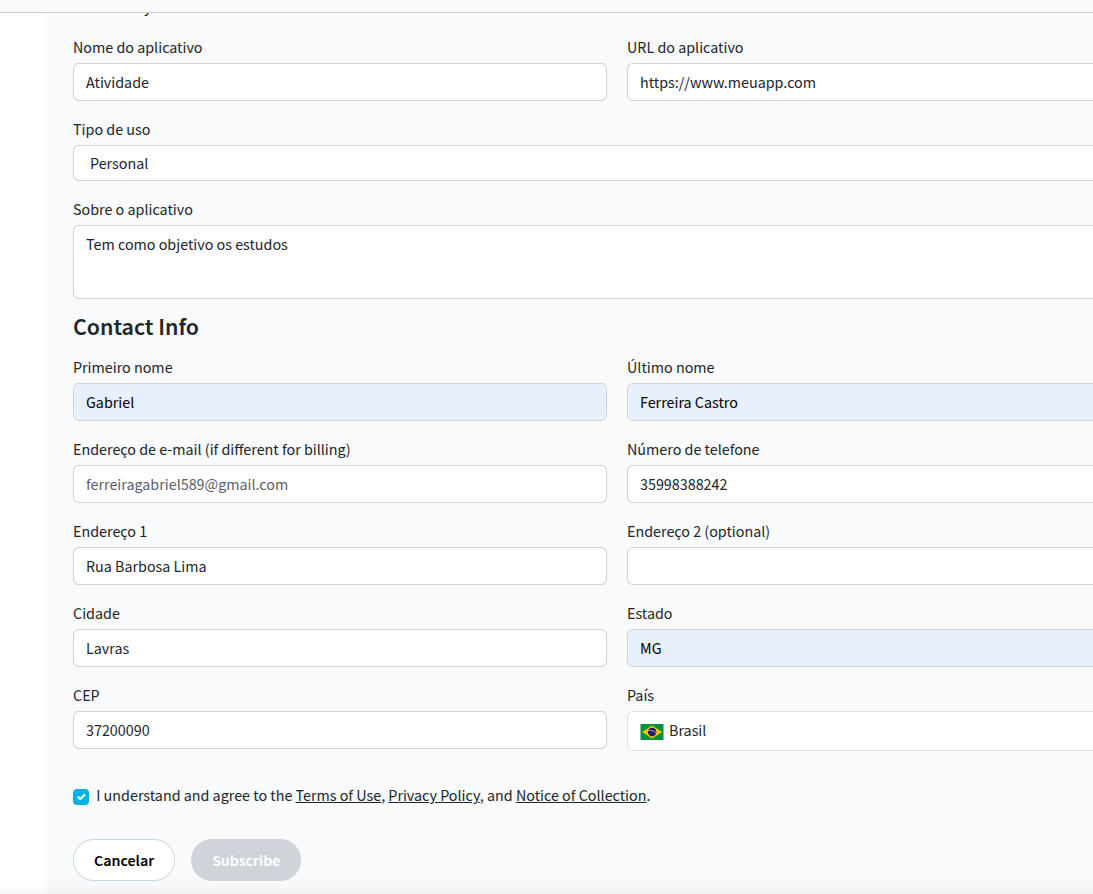 Nome do aplicativo
URL do aplicativo
Atividade
https://www.meuapp.com
Tipo de uso
Personal
Sobre o aplicativo
Tem como objetivo os estudos
Contact Info
Primeiro nome
Último nome
Gabriel
Ferreira Castro
Endereço de e-mail (if different for billing)
Número de telefone
ferreiragabriel589@gmail.com
35998388242
Endereço 1
Endereço 2 (optional)
Rua Barbosa Lima
Cidade
Estado
Lavras
MG
CEP
País
37200090
Brasil
I understand and agree to the Terms of Use, Privacy Policy, and Notice of Collection.
Cancelar
Subscribe